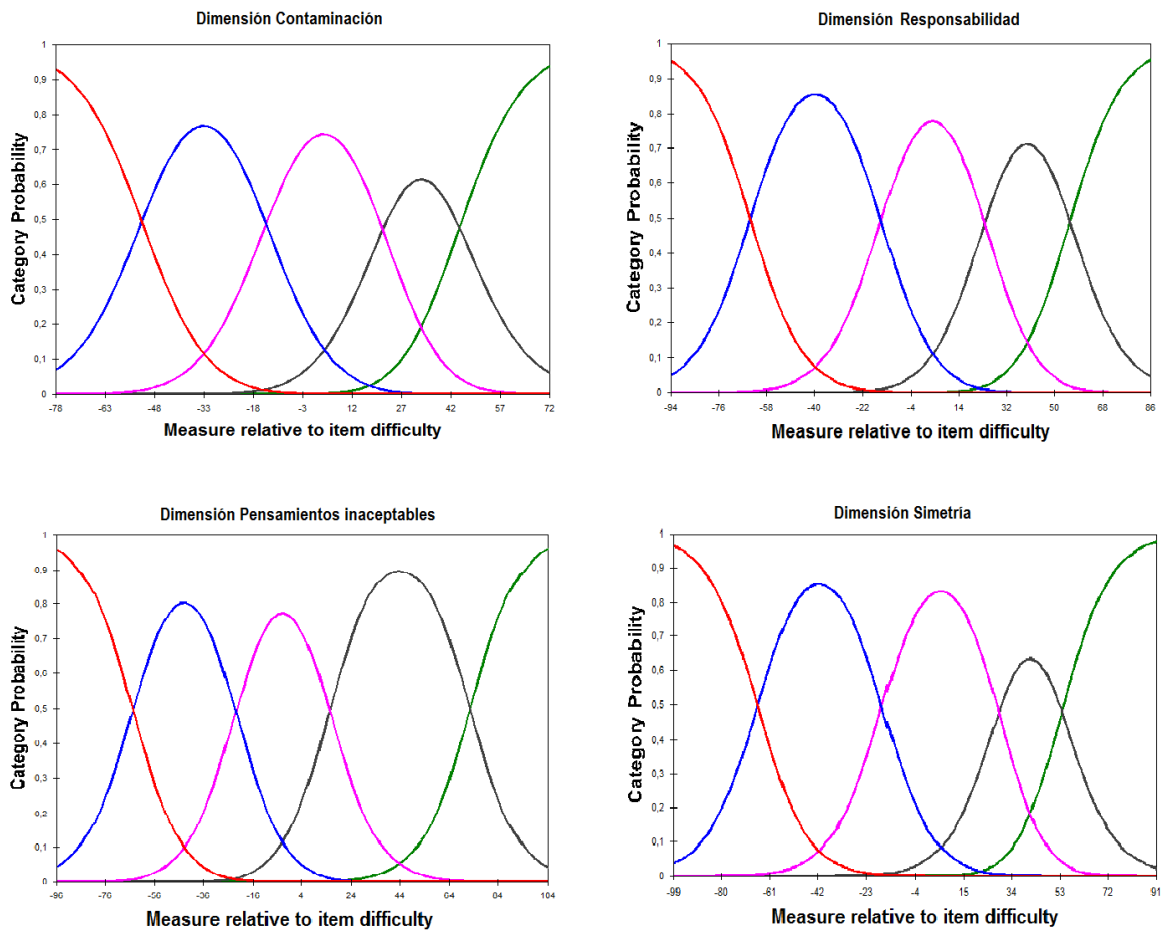 Dimensión Contaminación
Category Probability
1
0,9
0,8
0,7
0,6
0,5
0,4
0,3
0,2
0,1
0
-78 -63 -48 -33 -18 -3 12 27 42 72
Measure relative to item difficulty
Dimensión Responsabilidad
Category Probability
1
0,9
0,8
0,7
0,6
0,5
0,4
0,3
0,2
0,1
0
-94 -76 -58 -40 -22 -4 14 32 50 68 86
Measure relative to item difficulty
Dimensión Pensamientos inaceptables
Category Probability
1
0,9
0,8
0,7
0,6
0,5
0,4
0,3
0,2
0,1
0
-96 -76 -56 -30 -10 4 24 44 64 04 104
Measure relative to item difficulty
Dimensión Simetría
Category Probability
1
0,9
0,8
0,7
0,6
0,5
0,4
0,3
0,2
0,1
0
-99 -80 -61 -42 -23 -4 15 34 53 72 91
Measure relative to item difficulty